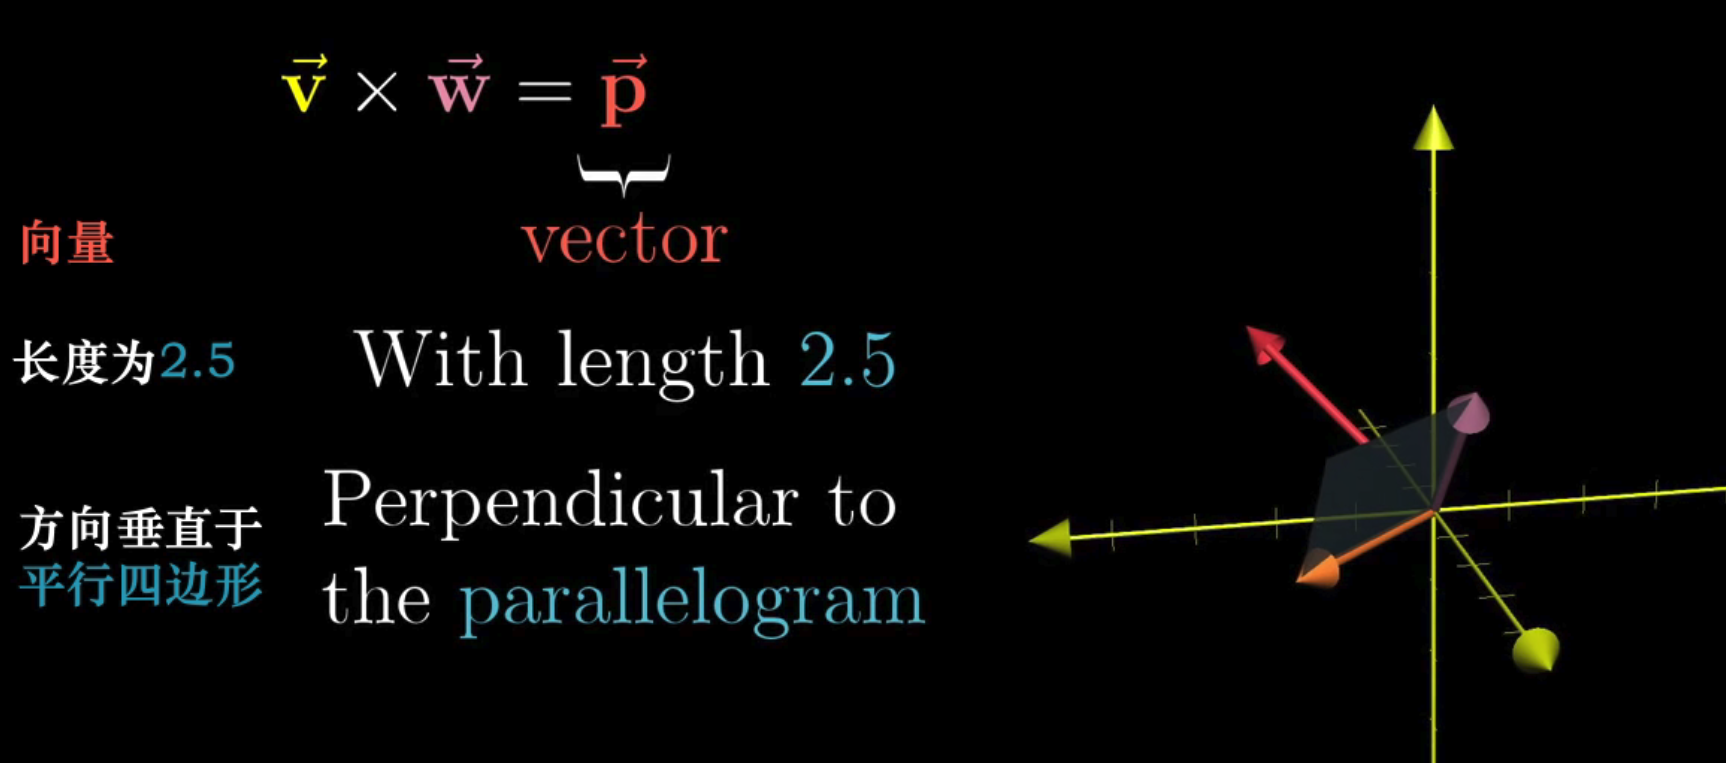 v⃗ × w⃗ = p⃗
向量
vector
长度为2.5
With length 2.5
方向垂直于
平行四边形
Perpendicular to
the parallelogram